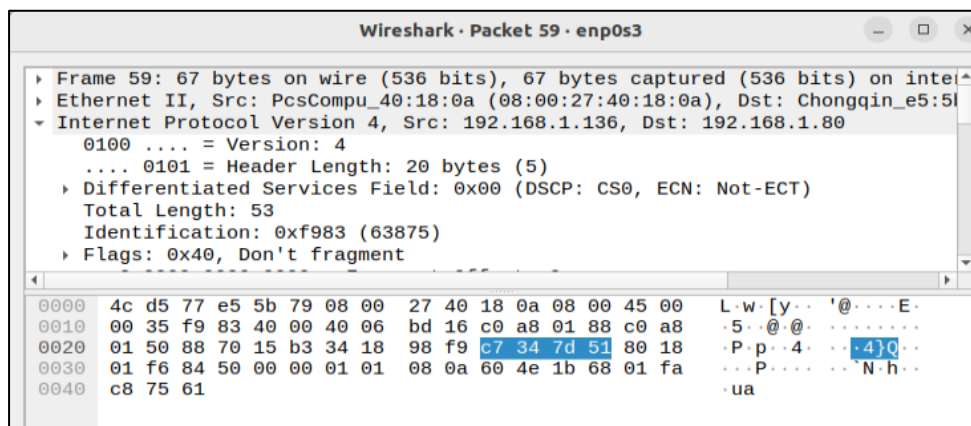 Wireshark · Packet 59 · enp0s3
Frame 59: 67 bytes on wire (536 bits), 67 bytes captured (536 bits) on inte
Ethernet II, Src: PcsCompu_40:18:0a (08:00:27:40:18:0a), Dst: Chongqin_e5:5
Internet Protocol Version 4, Src: 192.168.1.136, Dst: 192.168.1.80
0100 .... = Version: 4
.... 0101 = Header Length: 20 bytes (5)
Differentiated Services Field: 0x00 (DSCP: CS0, ECN: Not-ECT)
Total Length: 53
Identification: 0xf983 (63875)
Flags: 0x40, Don't fragment
0000 4c d5 77 e5 5b 79 08 00 27 40 18 0a 08 00 45 00 L·w·[y·· '@····E·
0010 00 35 f9 83 40 00 40 06 bd 16 c0 a8 01 88 c0 a8 ·5··@·@· ········
0020 01 50 88 70 15 b3 34 18 98 f9 c7 34 7d 51 80 18 ·P·p··4· ···4}Q··
0030 01 f6 84 50 00 00 01 01 08 0a 60 4e 1b 68 01 fa ···P···· ··`N·h··
0040 c8 75 61 ·ua